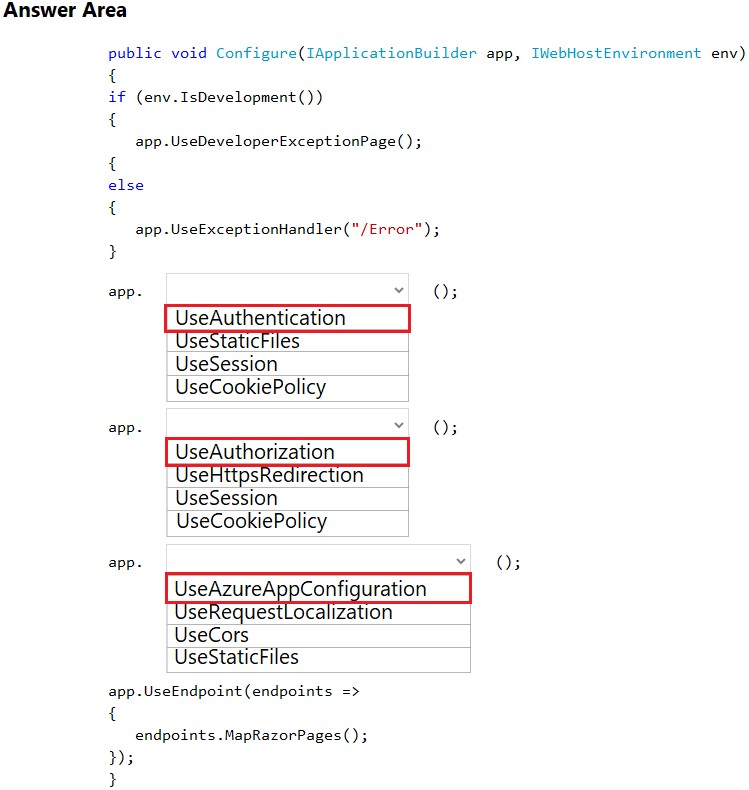 Answer Area
public void Configure(IApplicationBuilder app, IWebHostEnvironment env)
{
if (env.IsDevelopment())
{
app.UseDeveloperExceptionPage();
{
else
{
app.UseExceptionHandler("/Error");
}
app. ();
UseAuthentication
UseStaticFiles
UseSession
UseCookiePolicy
app. ();
UseAuthorization
UseHttpsRedirection
UseSession
UseCookiePolicy
app. ();
UseAzureAppConfiguration
UseRequestLocalization
UseCors
UseStaticFiles
app.UseEndpoint(endpoints =>
{
endpoints.MapRazorPages();
});
}